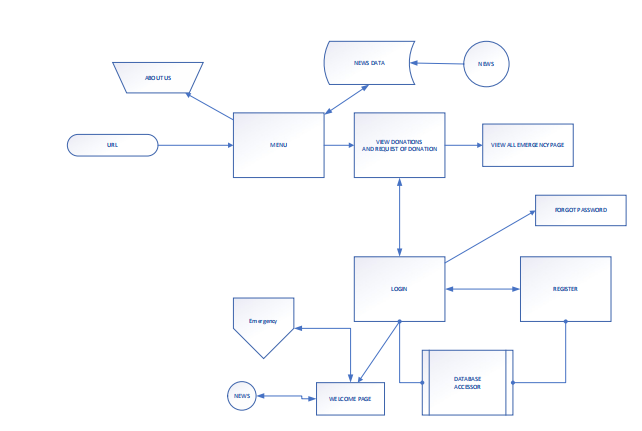 ABOUT US
NEWS DATA
NEWS
URL
MENU
VIEW DONATIONS
AND REQUEST OF DONATION
VIEW ALL EMERGENCY PAGE
FORGOT PASSWORD
LOGIN
REGISTER
Emergency
DATABASE
ACCESSOR
NEWS
WELCOME PAGE